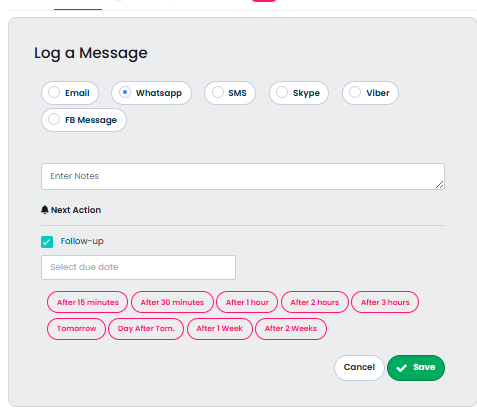 Log a Message
Email Whatsapp SMS Skype Viber
FB Message
Enter Notes
Next Action
Follow-up
Select due date
After 15 minutes After 30 minutes After 1 hour After 2 hours After 3 hours
Tomorrow Day After Tom. After 1 Week After 2 Weeks
Cancel Save